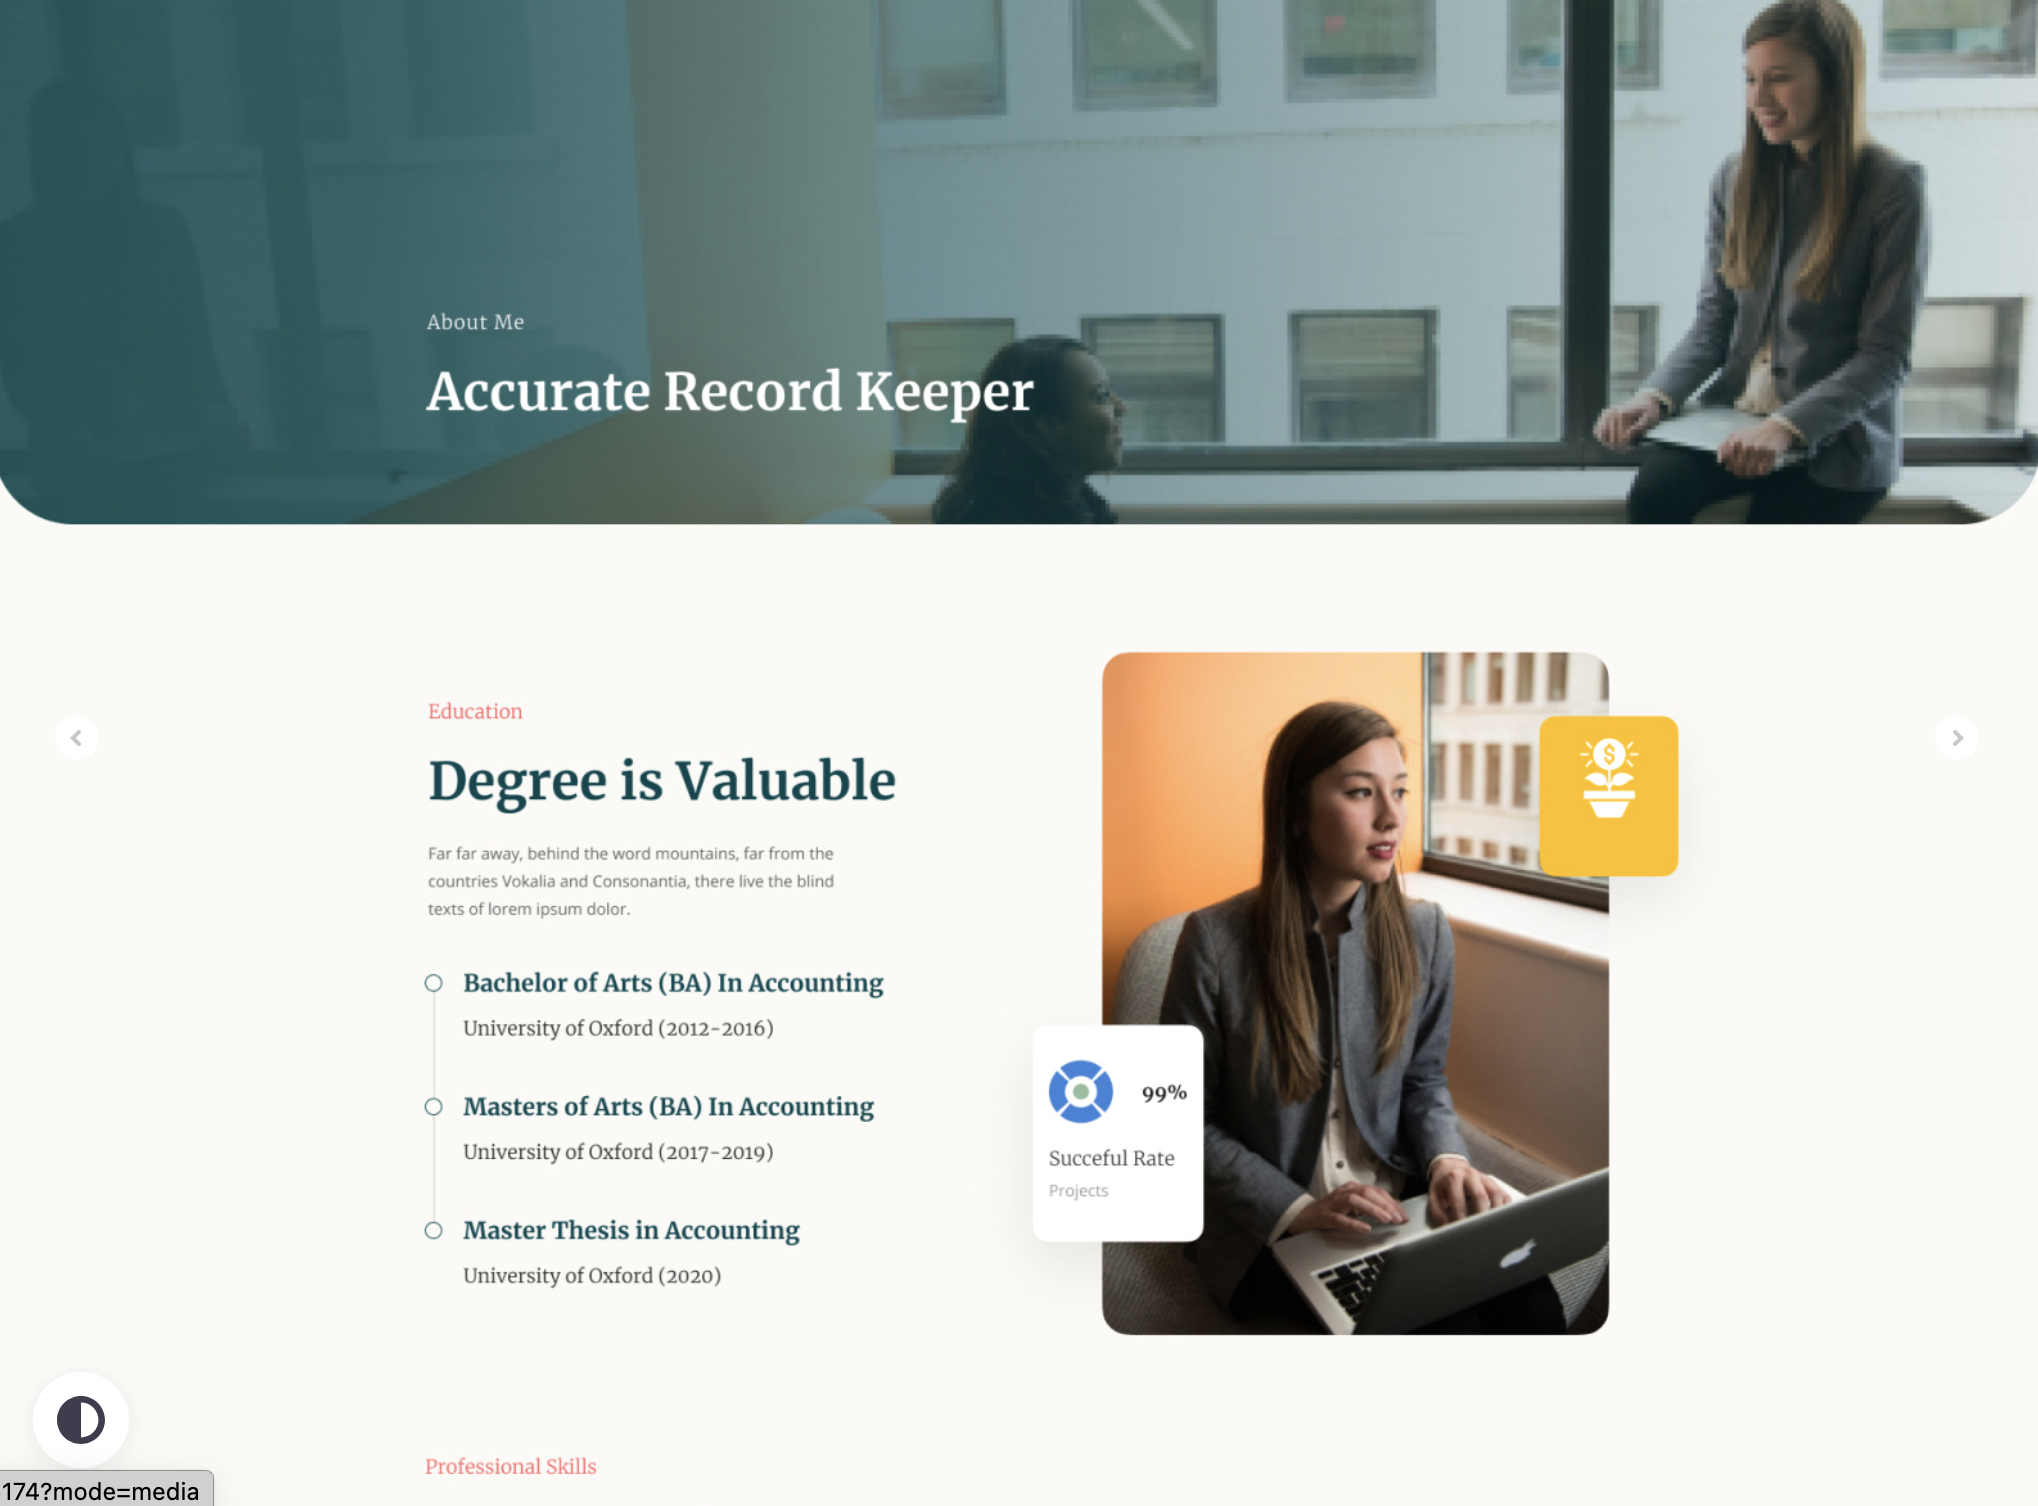 About Me
Accurate Record Keeper
Education
Degree is Valuable
Far far away, behind the word mountains, far from the
countries Vokalia and Consonantia, there live the blind
texts of lorem ipsum dolor.
Bachelor of Arts (BA) In Accounting
University of Oxford (2012-2016)
Masters of Arts (BA) In Accounting
University of Oxford (2017-2019)
Master Thesis in Accounting
University of Oxford (2020)
99%
Succeful Rate
Projects
Professional Skills
174?mode=media